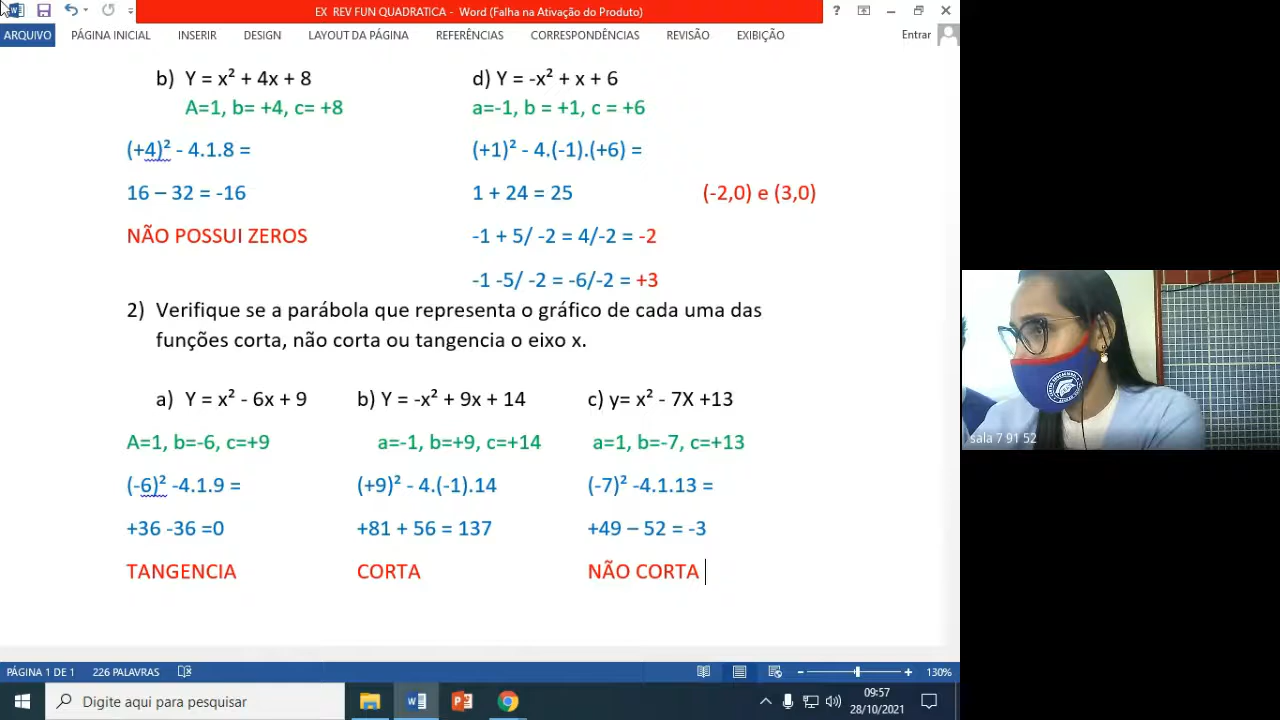 EX REV FUN QUADRATICA - Word (Falha na Ativação do Produto)
ARQUIVO PÁGINA INICIAL INSERIR DESIGN LAYOUT DA PÁGINA REFERÊNCIAS CORRESPONDÊNCIAS REVISÃO EXIBIÇÃO Entrar
b) Y = x² + 4x + 8 d) Y = -x² + x + 6
A=1, b= +4, c= +8 a=-1, b = +1, c = +6
(+4)² - 4.1.8 = (+1)² - 4.(-1).(+6) =
16 – 32 = -16 1 + 24 = 25 (-2,0) e (3,0)
NÃO POSSUI ZEROS -1 + 5/ -2 = 4/-2 = -2
-1 -5/ -2 = -6/-2 = +3
2) Verifique se a parábola que representa o gráfico de cada uma das
funções corta, não corta ou tangencia o eixo x.
a) Y = x² - 6x + 9 b) Y = -x² + 9x + 14 c) y= x² - 7X +13
A=1, b=-6, c=+9 a=-1, b=+9, c=+14 a=1, b=-7, c=+13
(-6)² -4.1.9 = (+9)² - 4.(-1).14 (-7)² -4.1.13 =
+36 -36 =0 +81 + 56 = 137 +49 – 52 = -3
TANGENCIA CORTA NÃO CORTA
sala 7 91 52
PÁGINA 1 DE 1 226 PALAVRAS 130%
Digite aqui para pesquisar 09:57
28/10/2021